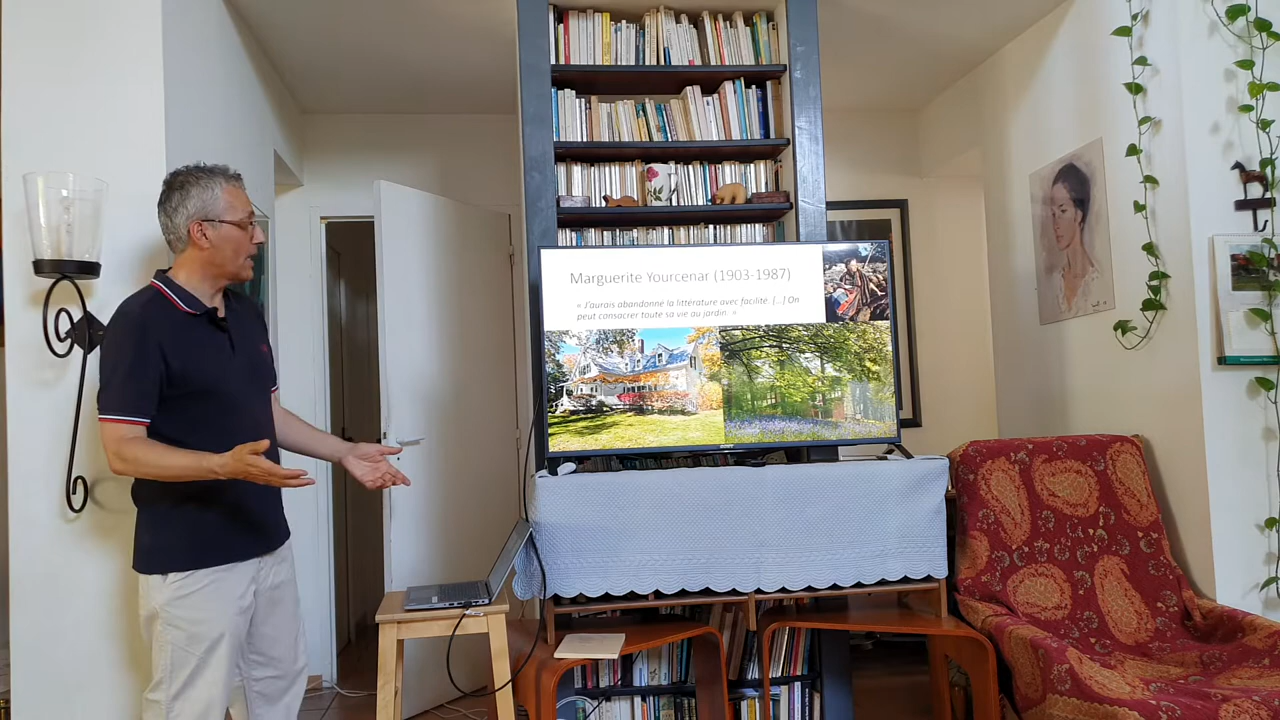 Marguerite Yourcenar (1903-1987)
« J'aurais abandonné la littérature avec facilité. [...] On
peut consacrer toute sa vie au jardin. »